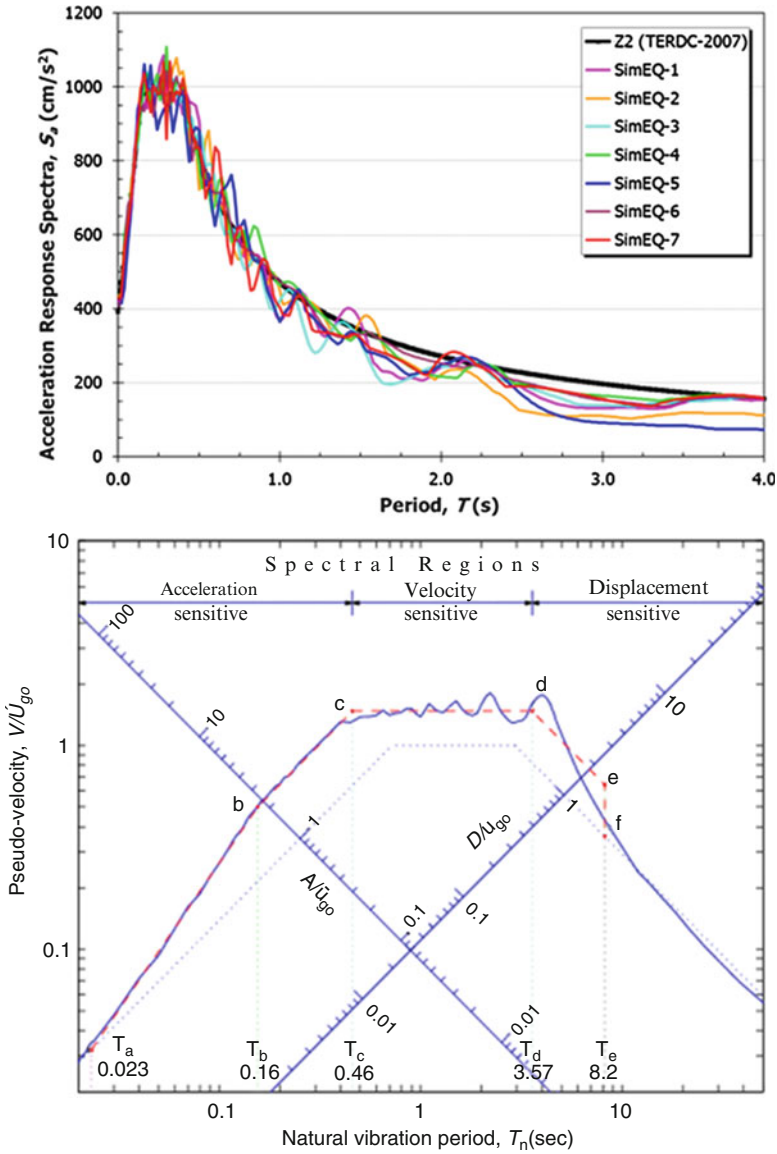 1200
1000
800
600
400
200
0
Acceleration Response Spectra, Sa (cm/s²)
Z2 (TERDC-2007)
SimEQ-1
SimEQ-2
SimEQ-3
SimEQ-4
SimEQ-5
SimEQ-6
SimEQ-7
0.0 1.0 2.0 3.0 4.0
Period, T(s)
10
1
0.1
Pseudo-velocity, V/U̇go
Spectral Regions
Acceleration sensitive
Velocity sensitive
Displacement sensitive
100
10
1
0.1
0.01
A/ügo
10
1
0.1
0.01
D/ugo
b
c
d
e
f
Ta
0.023
Tb
0.16
Tc
0.46
Td
3.57
Te
8.2
0.1 1 10
Natural vibration period, Tn(sec)